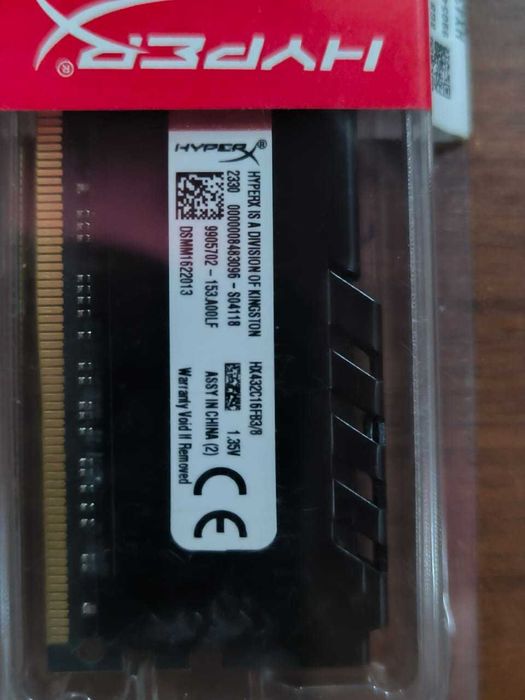 HYPERX®
HYPERX®
HYPERX IS A DIVISION OF KINGSTON
2330 0000008483096 - S04118
9905702 - 153.A00LF
DSMM1622013
HX432C16FB3/8
1.35V
ASSY IN CHINA (2)
Warranty Void If Removed
CE